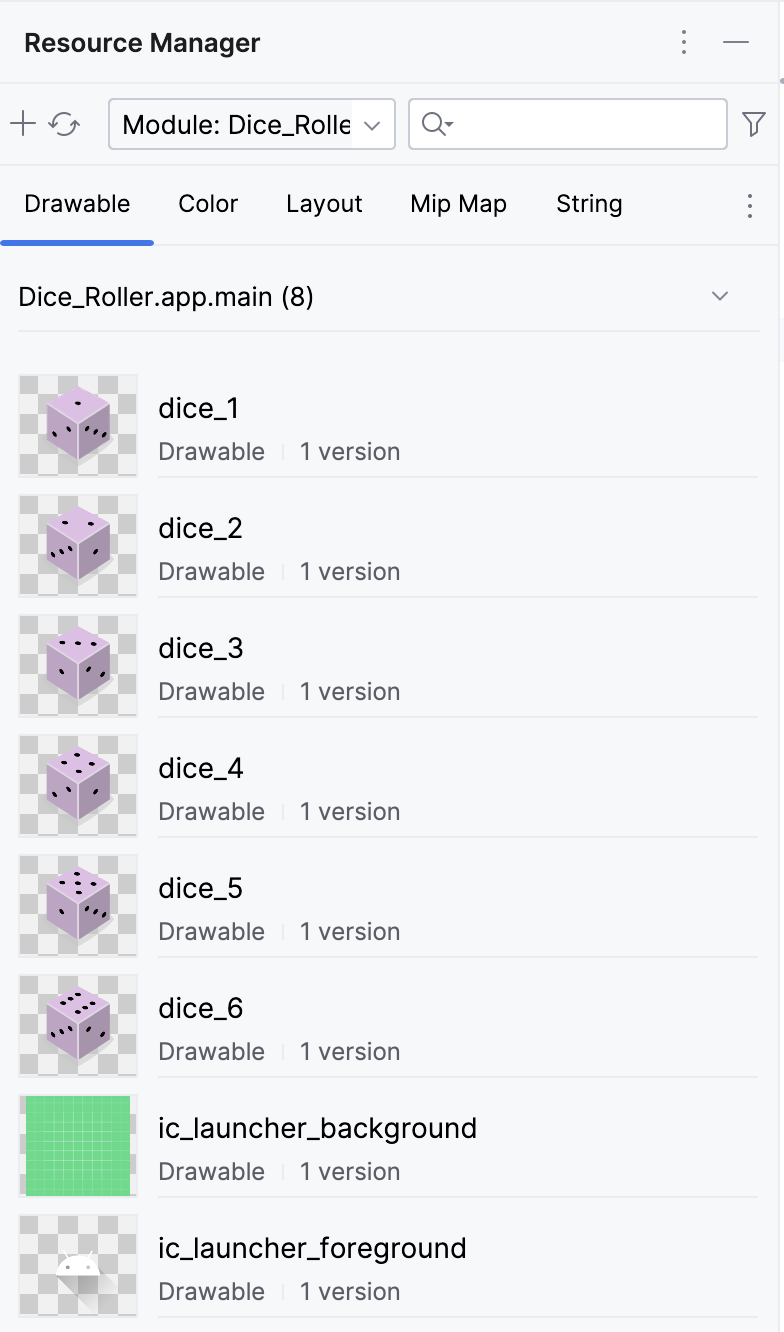 Resource Manager
Module: Dice_Rolle
Drawable Color Layout Mip Map String
Dice_Roller.app.main (8)
dice_1
Drawable 1 version
dice_2
Drawable 1 version
dice_3
Drawable 1 version
dice_4
Drawable 1 version
dice_5
Drawable 1 version
dice_6
Drawable 1 version
ic_launcher_background
Drawable 1 version
ic_launcher_foreground
Drawable 1 version